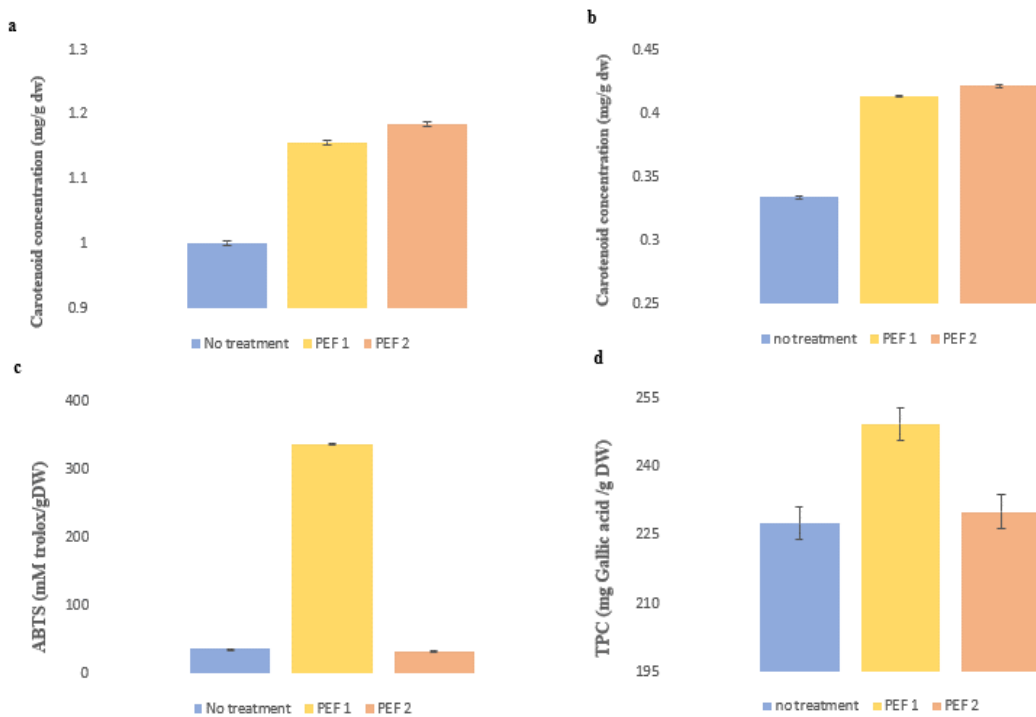 a
Carotenoid concentration (mg/g dw)
1.3
1.2
1.1
1
0.9
No treatment PEF 1 PEF 2
b
Carotenoid concentration (mg/g dw)
0.45
0.4
0.35
0.3
0.25
no treatment PEF 1 PEF 2
c
ABTS (mM trolox/gDW)
400
300
200
100
0
No treatment PEF 1 PEF 2
d
TPC (mg Gallic acid /g DW)
255
240
225
210
195
no treatment PEF 1 PEF 2